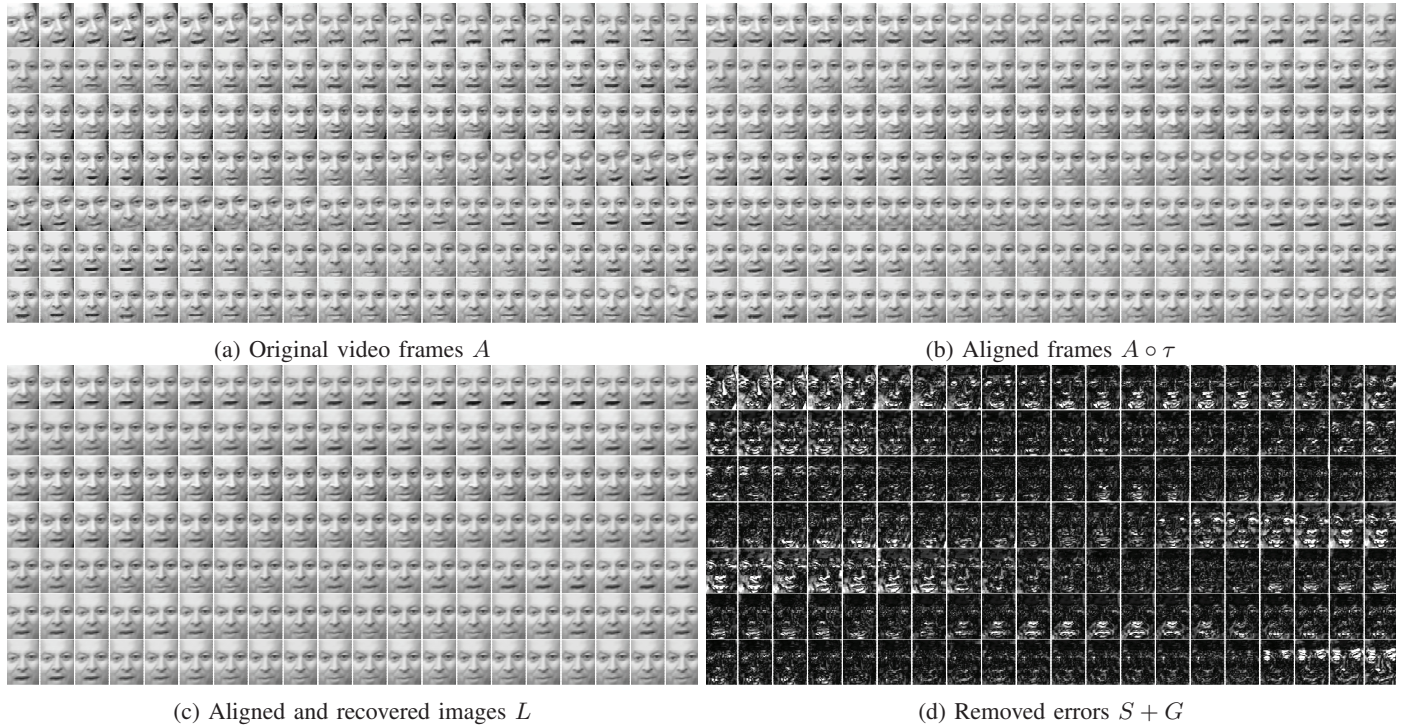 (a) Original video frames A
(b) Aligned frames A ∘ τ
(c) Aligned and recovered images L
(d) Removed errors S + G